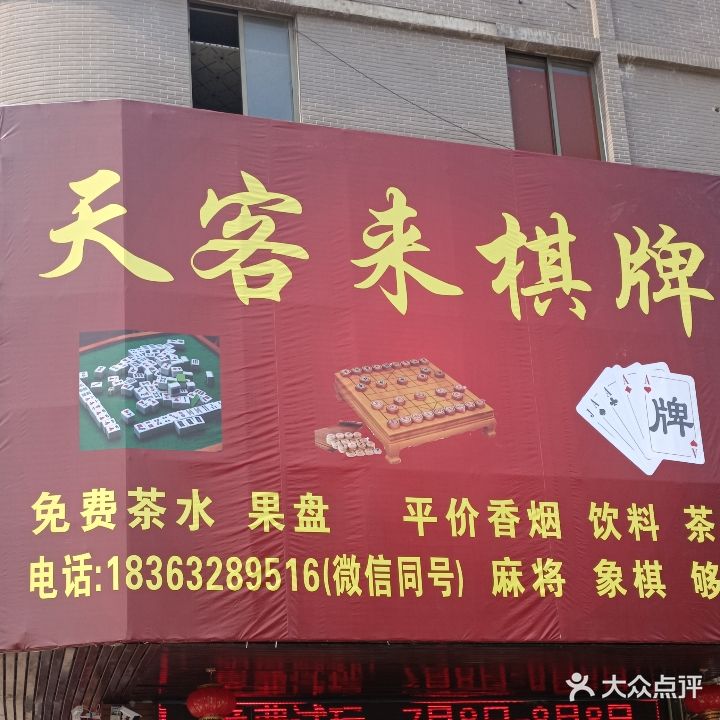 天客来棋牌
牌
免费茶水 果盘 平价香烟 饮料 茶
电话:18363289516(微信同号) 麻将 象棋 够
大众点评